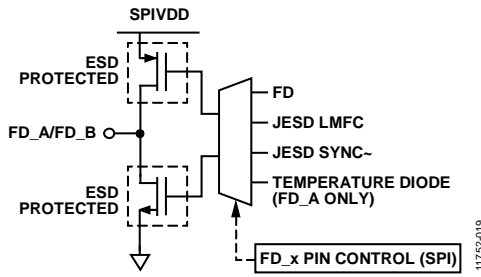 SPIVDD
ESD
PROTECTED
FD
JESD LMFC
FD_A/FD_B
JESD SYNC~
ESD
PROTECTED
TEMPERATURE DIODE
(FD_A ONLY)
FD_x PIN CONTROL (SPI)
11752-019